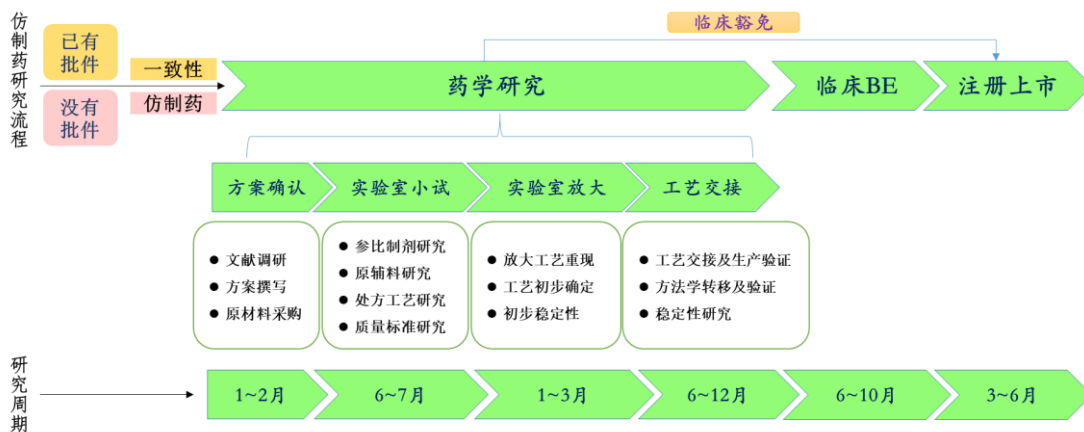 仿制药研究流程
已有
批件
没有
批件
一致性
仿制药
临床豁免
药学研究
临床BE
注册上市
方案确认
实验室小试
实验室放大
工艺交接
● 文献调研
● 方案撰写
● 原材料采购
● 参比制剂研究
● 原辅料研究
● 处方工艺研究
● 质量标准研究
● 放大工艺重现
● 工艺初步确定
● 初步稳定性
● 工艺交接及生产验证
● 方法学转移及验证
● 稳定性研究
研究周期
1~2月
6~7月
1~3月
6~12月
6~10月
3~6月